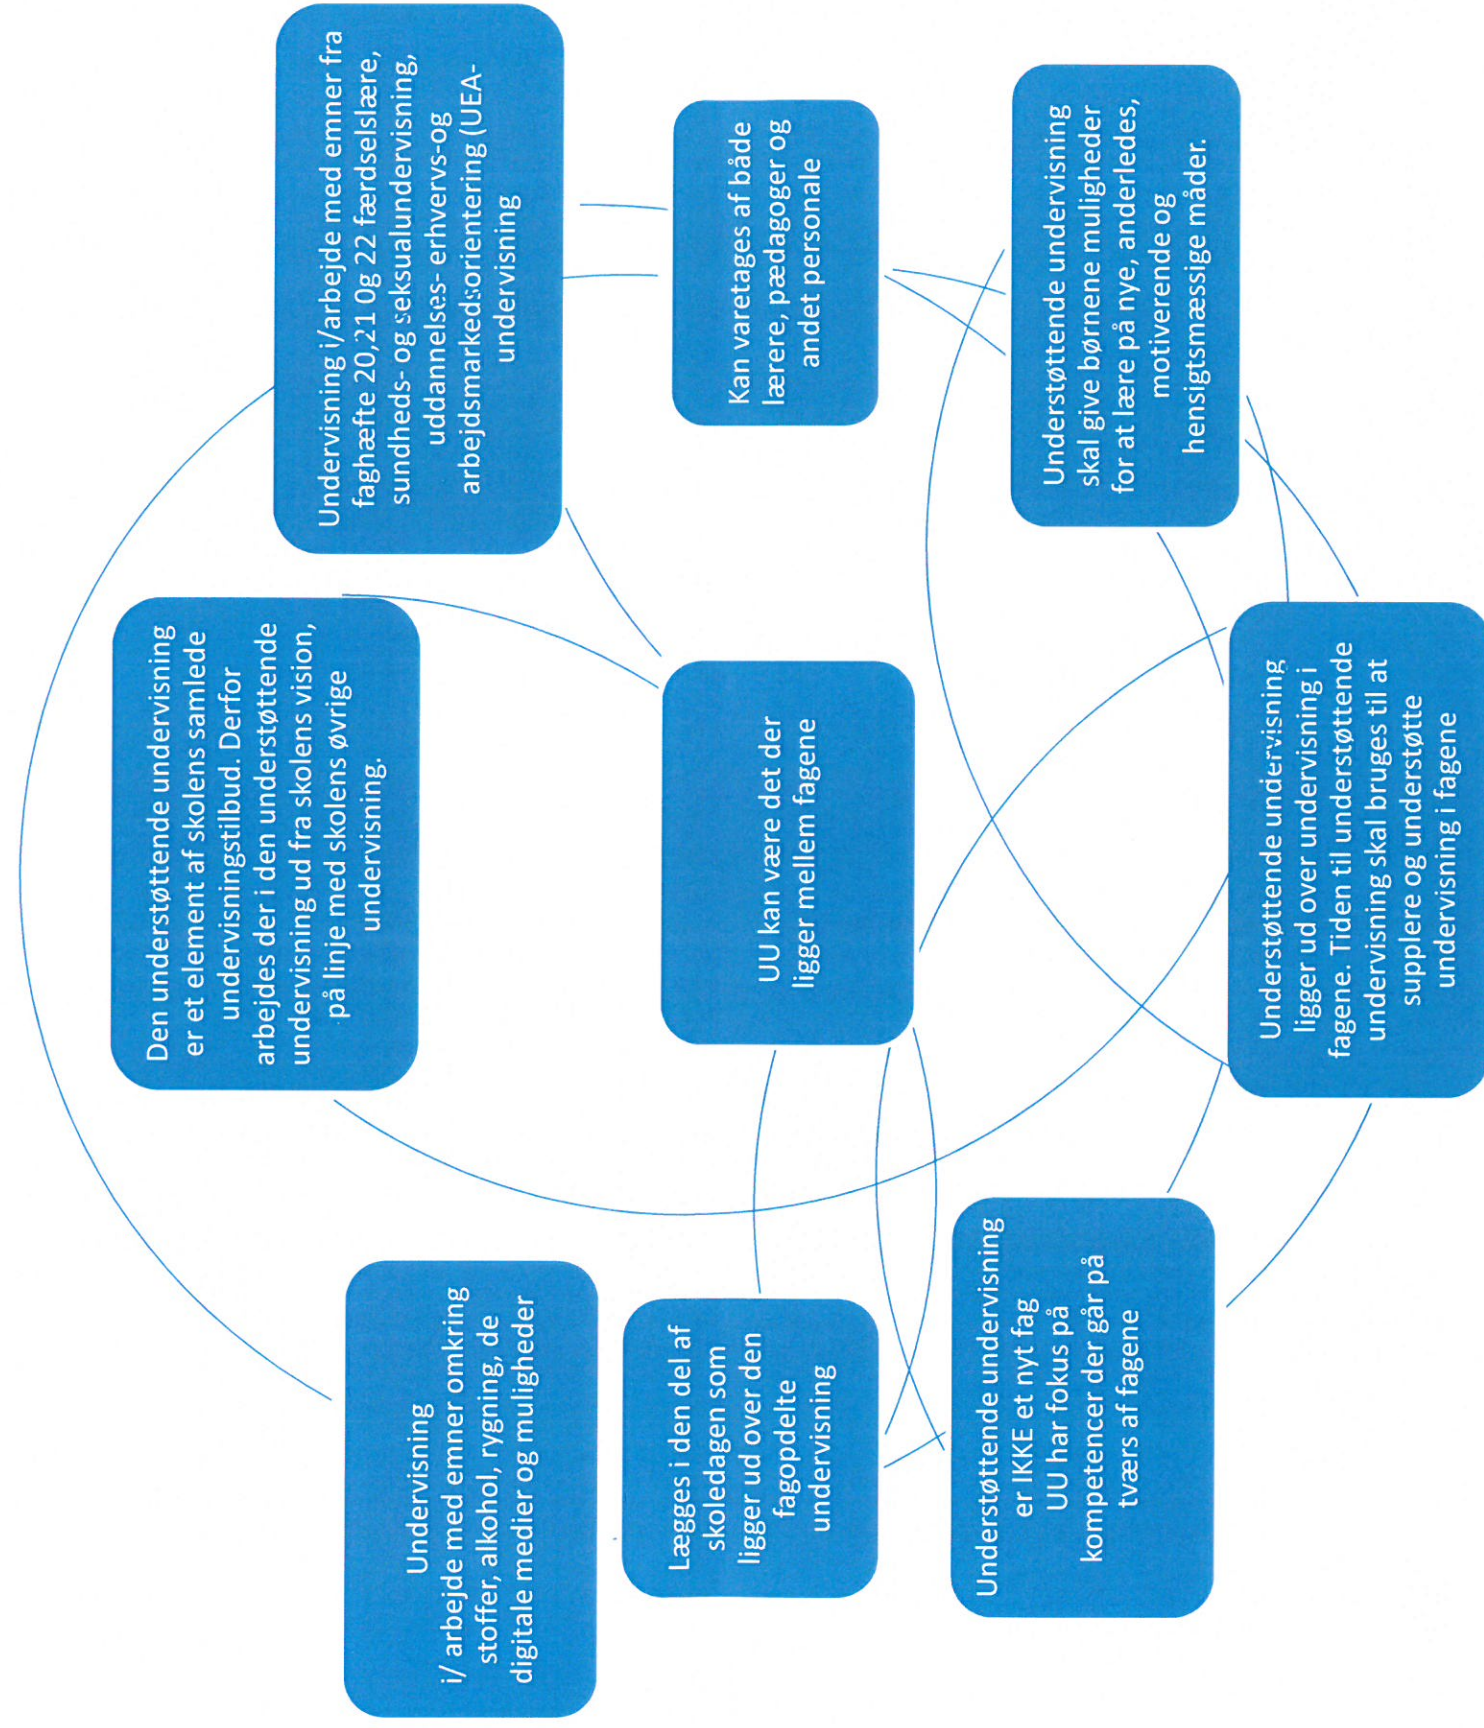 Den understøttende undervisning
er et element af skolens samlede
undervisningstilbud. Derfor
arbejdes der i den understøttende
undervisning ud fra skolens vision,
på linje med skolens øvrige
undervisning.
Undervisning i/arbejde med emner fra
faghæfte 20,21 og 22 færdselslære,
sundheds- og seksualundervisning,
uddannelses- erhvervs-og
arbejdsmarkedsorientering (UEA-
undervisning
Kan varetages af både
lærere, pædagoger og
andet personale
Understøttende undervisning
skal give børnene muligheder
for at lære på nye, anderledes,
motiverende og
hensigtsmæssige måder.
Understøttende undervisning
ligger ud over undervisning i
fagene. Tiden til understøttende
undervisning skal bruges til at
supplere og understøtte
undervisning i fagene
Understøttende undervisning
er IKKE et nyt fag
UU har fokus på
kompetencer der går på
tværs af fagene
Lægges i den del af
skoledagen som
ligger ud over den
fagopdelte
undervisning
Undervisning
i/ arbejde med emner omkring
stoffer, alkohol, rygning, de
digitale medier og muligheder
UU kan være det der
ligger mellem fagene